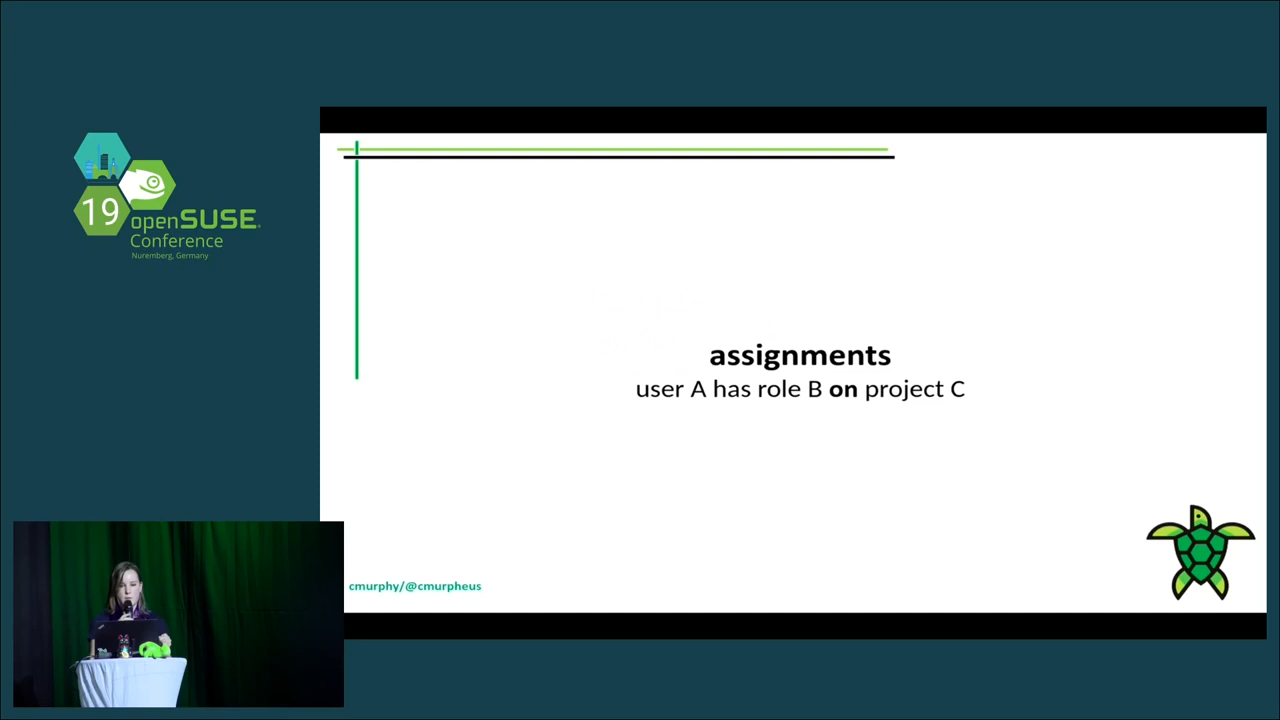 19
openSUSE
Conference
Nuremberg, Germany
assignments
user A has role B on project C
cmurphy/@cmurpheus